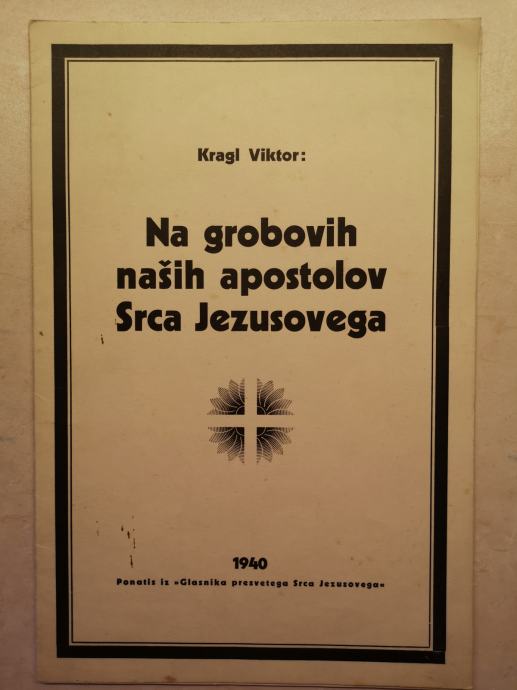 Kragl Viktor:
Na grobovih
naših apostolov
Srca Jezusovega
1940
Ponatis iz »Glasnika presvetega Srca Jezusovega«